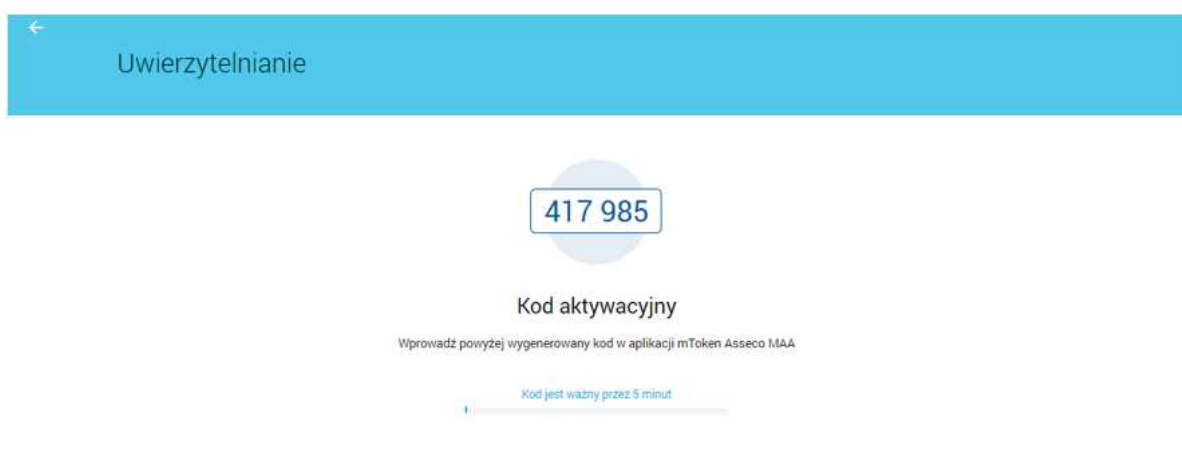 Uwierzytelnianie
417 985
Kod aktywacyjny
Wprowadź powyżej wygenerowany kod w aplikacji mToken Asseco MAA
Kod jest ważny przez 5 minut